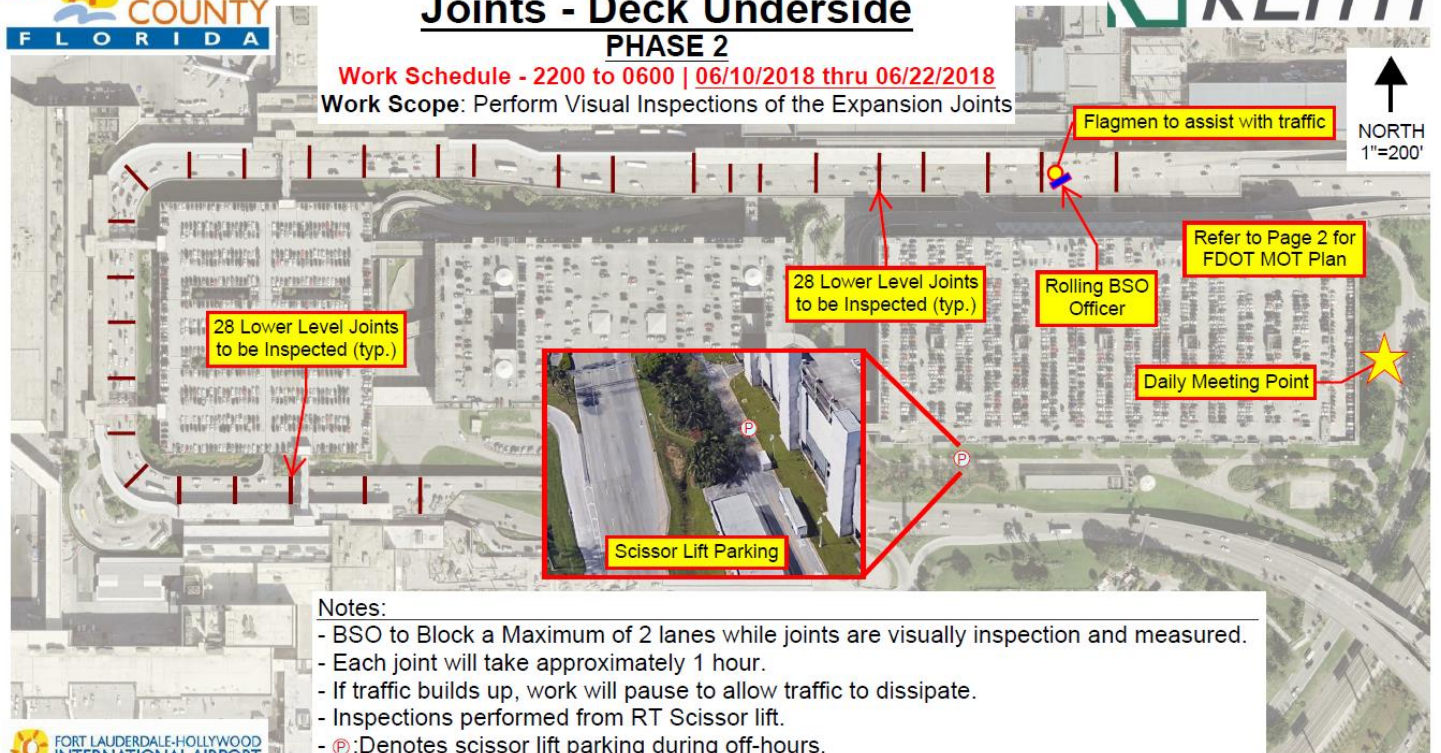 COUNTY
FLORIDA
Joints - Deck Underside
PHASE 2
Work Schedule - 2200 to 0600 | 06/10/2018 thru 06/22/2018
Work Scope: Perform Visual Inspections of the Expansion Joints
KEITH
NORTH
1"=200'
Flagmen to assist with traffic
Refer to Page 2 for
FDOT MOT Plan
28 Lower Level Joints
to be Inspected (typ.)
Rolling BSO
Officer
28 Lower Level Joints
to be Inspected (typ.)
Daily Meeting Point
P
P
Scissor Lift Parking
Notes:
- BSO to Block a Maximum of 2 lanes while joints are visually inspection and measured.
- Each joint will take approximately 1 hour.
- If traffic builds up, work will pause to allow traffic to dissipate.
- Inspections performed from RT Scissor lift.
- P:Denotes scissor lift parking during off-hours.
FORT LAUDERDALE-HOLLYWOOD
INTERNATIONAL AIRPORT